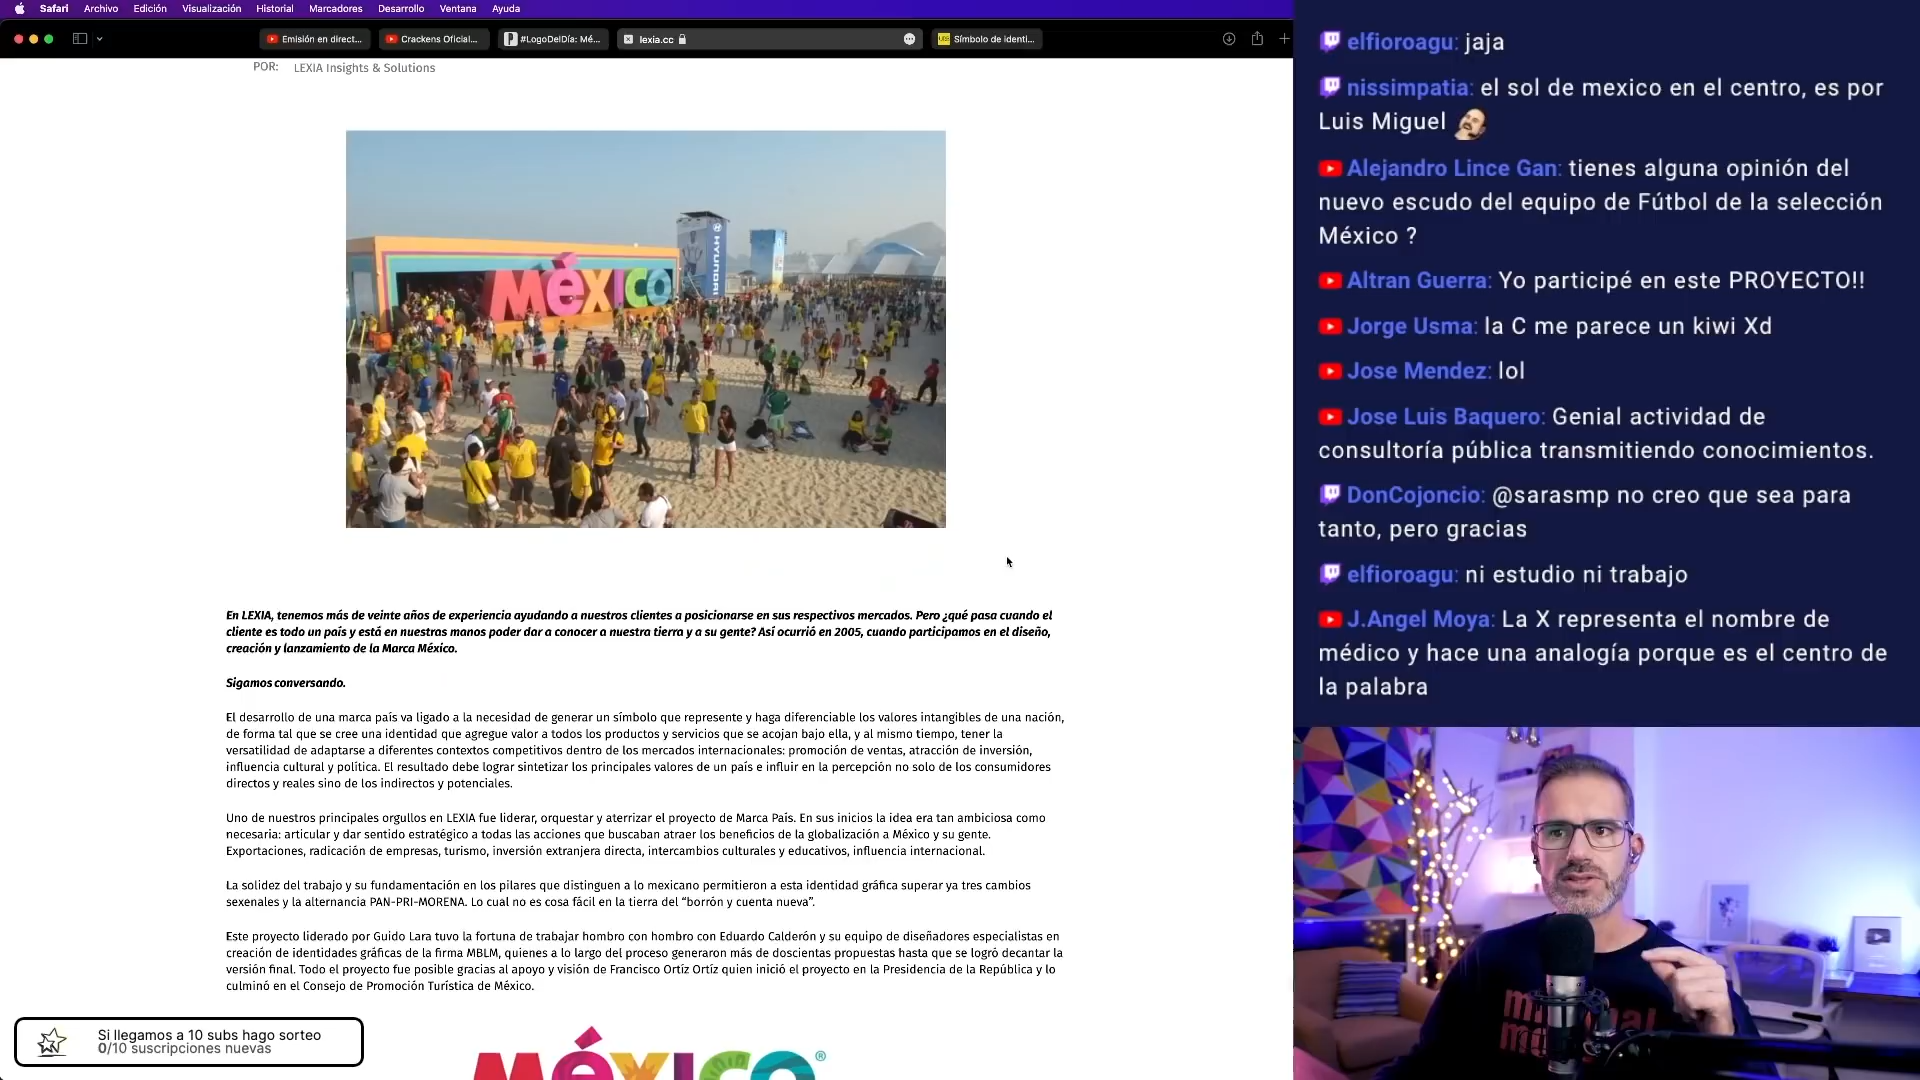 Safari Archivo Edición Visualización Historial Marcadores Desarrollo Ventana Ayuda
Emisión en direct... Crackens Oficial... #LogoDelDía: Mé... lexia.cc Símbolo de identi...
POR: LEXIA Insights & Solutions
MÉXICO
HYUNDAI
En LEXIA, tenemos más de veinte años de experiencia ayudando a nuestros clientes a posicionarse en sus respectivos mercados. Pero ¿qué pasa cuando el
cliente es todo un país y está en nuestras manos poder dar a conocer a nuestra tierra y a su gente? Así ocurrió en 2005, cuando participamos en el diseño,
creación y lanzamiento de la Marca México.
Sigamos conversando.
El desarrollo de una marca país va ligado a la necesidad de generar un símbolo que represente y haga diferenciable los valores intangibles de una nación,
de forma tal que se cree una identidad que agregue valor a todos los productos y servicios que se acojan bajo ella, y al mismo tiempo, tener la
versatilidad de adaptarse a diferentes contextos competitivos dentro de los mercados internacionales: promoción de ventas, atracción de inversión,
influencia cultural y política. El resultado debe lograr sintetizar los principales valores de un país e influir en la percepción no solo de los consumidores
directos y reales sino de los indirectos y potenciales.
Uno de nuestros principales orgullos en LEXIA fue liderar, orquestar y aterrizar el proyecto de Marca País. En sus inicios la idea era tan ambiciosa como
necesaria: articular y dar sentido estratégico a todas las acciones que buscaban atraer los beneficios de la globalización a México y su gente.
Exportaciones, radicación de empresas, turismo, inversión extranjera directa, intercambios culturales y educativos, influencia internacional.
La solidez del trabajo y su fundamentación en los pilares que distinguen a lo mexicano permitieron a esta identidad gráfica superar ya tres cambios
sexenales y la alternancia PAN-PRI-MORENA. Lo cual no es cosa fácil en la tierra del “borrón y cuenta nueva”.
Este proyecto liderado por Guido Lara tuvo la fortuna de trabajar hombro con hombro con Eduardo Calderón y su equipo de diseñadores especialistas en
creación de identidades gráficas de la firma MBLM, quienes a lo largo del proceso generaron más de doscientas propuestas hasta que se logró decantar la
versión final. Todo el proyecto fue posible gracias al apoyo y visión de Francisco Ortíz Ortíz quien inició el proyecto en la Presidencia de la República y lo
culminó en el Consejo de Promoción Turística de México.
MÉXICO®
Si llegamos a 10 subs hago sorteo
0/10 suscripciones nuevas
elfioroagu: jaja
nissimpatia: el sol de mexico en el centro, es por
Luis Miguel
Alejandro Lince Gan: tienes alguna opinión del
nuevo escudo del equipo de Fútbol de la selección
México ?
Altran Guerra: Yo participé en este PROYECTO!!
Jorge Usma: la C me parece un kiwi Xd
Jose Mendez: lol
Jose Luis Baquero: Genial actividad de
consultoría pública transmitiendo conocimientos.
DonCojoncio: @sarasmp no creo que sea para
tanto, pero gracias
elfioroagu: ni estudio ni trabajo
J.Angel Moya: La X representa el nombre de
médico y hace una analogía porque es el centro de
la palabra